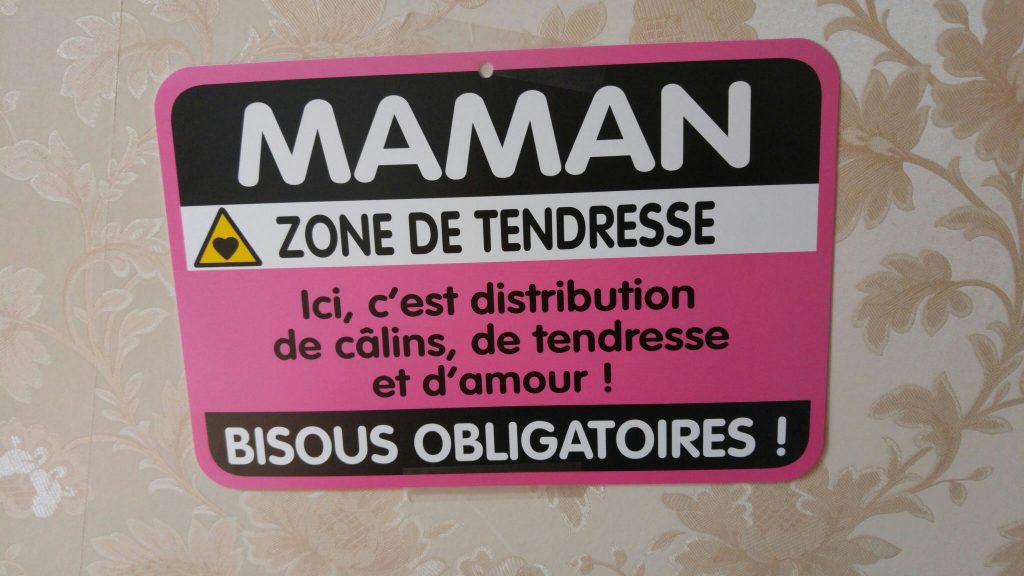 MAMAN
ZONE DE TENDRESSE
Ici, c'est distribution
de câlins, de tendresse
et d'amour !
BISOUS OBLIGATOIRES !